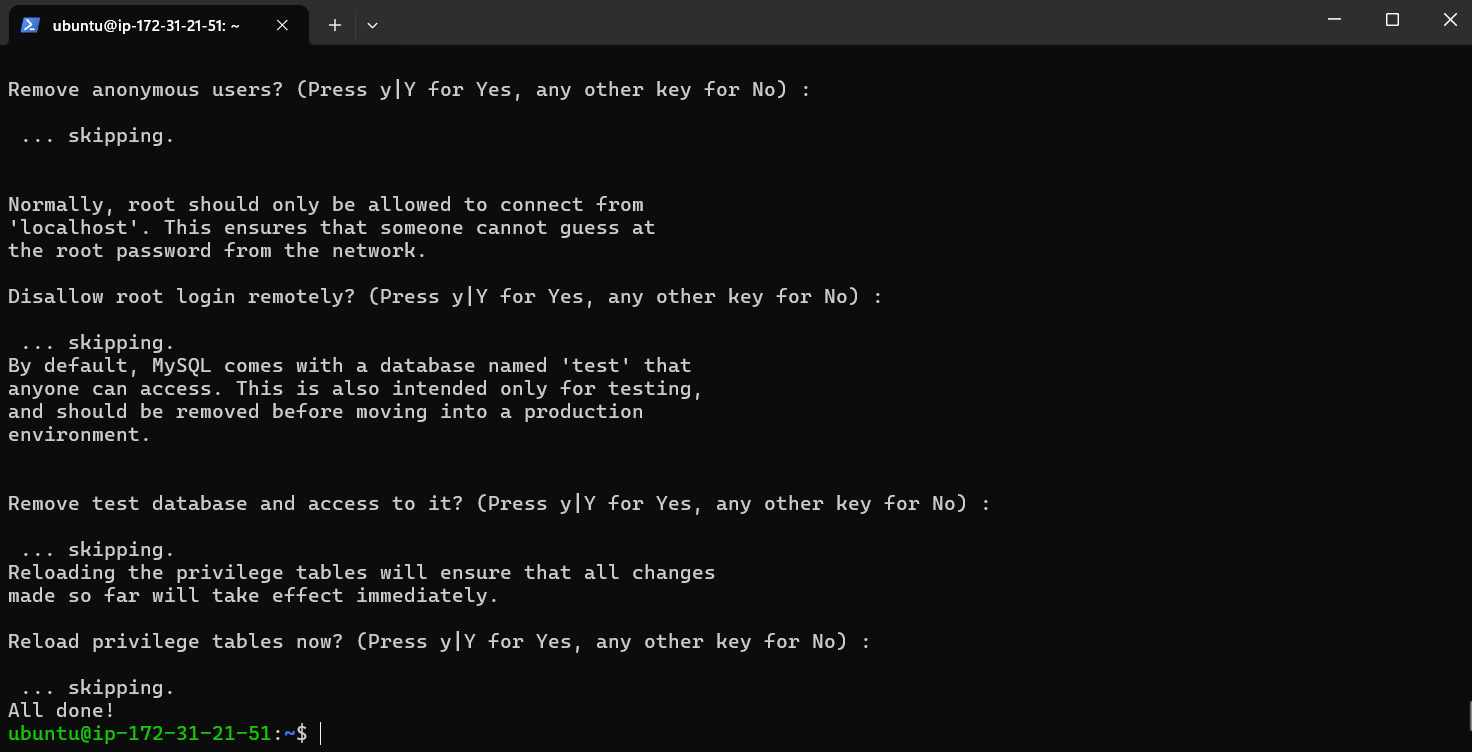 ubuntu@ip-172-31-21-51: ~
Remove anonymous users? (Press y|Y for Yes, any other key for No) :
... skipping.
Normally, root should only be allowed to connect from
'localhost'. This ensures that someone cannot guess at
the root password from the network.
Disallow root login remotely? (Press y|Y for Yes, any other key for No) :
... skipping.
By default, MySQL comes with a database named 'test' that
anyone can access. This is also intended only for testing,
and should be removed before moving into a production
environment.
Remove test database and access to it? (Press y|Y for Yes, any other key for No) :
... skipping.
Reloading the privilege tables will ensure that all changes
made so far will take effect immediately.
Reload privilege tables now? (Press y|Y for Yes, any other key for No) :
... skipping.
All done!
ubuntu@ip-172-31-21-51:~$